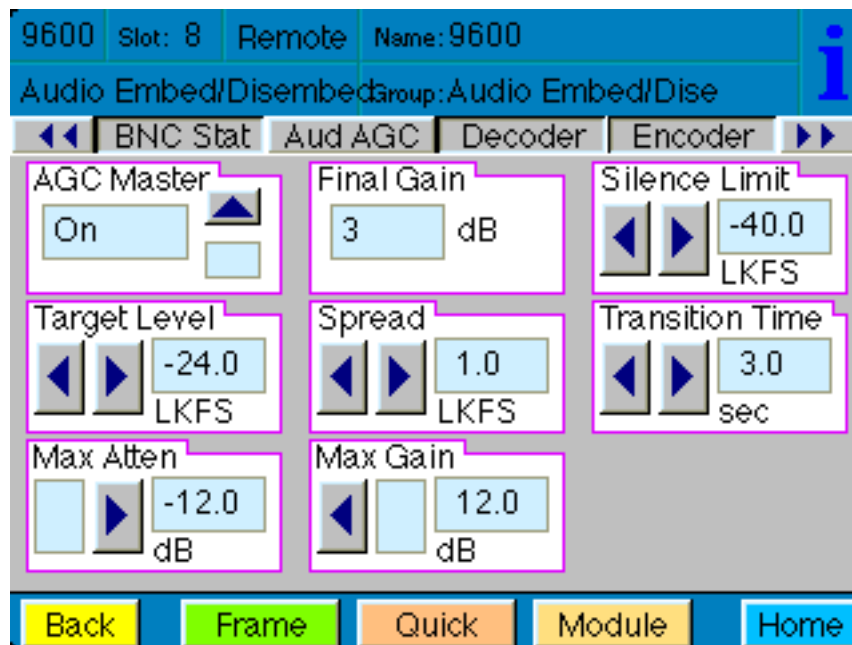 9600 Slot: 8 Remote Name: 9600
Audio Embed/Disembed Group: Audio Embed/Dise
BNC Stat Aud AGC Decoder Encoder
AGC Master Final Gain Silence Limit
On 3 dB -40.0
LKFS
Target Level Spread Transition Time
-24.0 1.0 3.0
LKFS LKFS sec
Max Atten Max Gain
-12.0 12.0
dB dB
Back Frame Quick Module Home